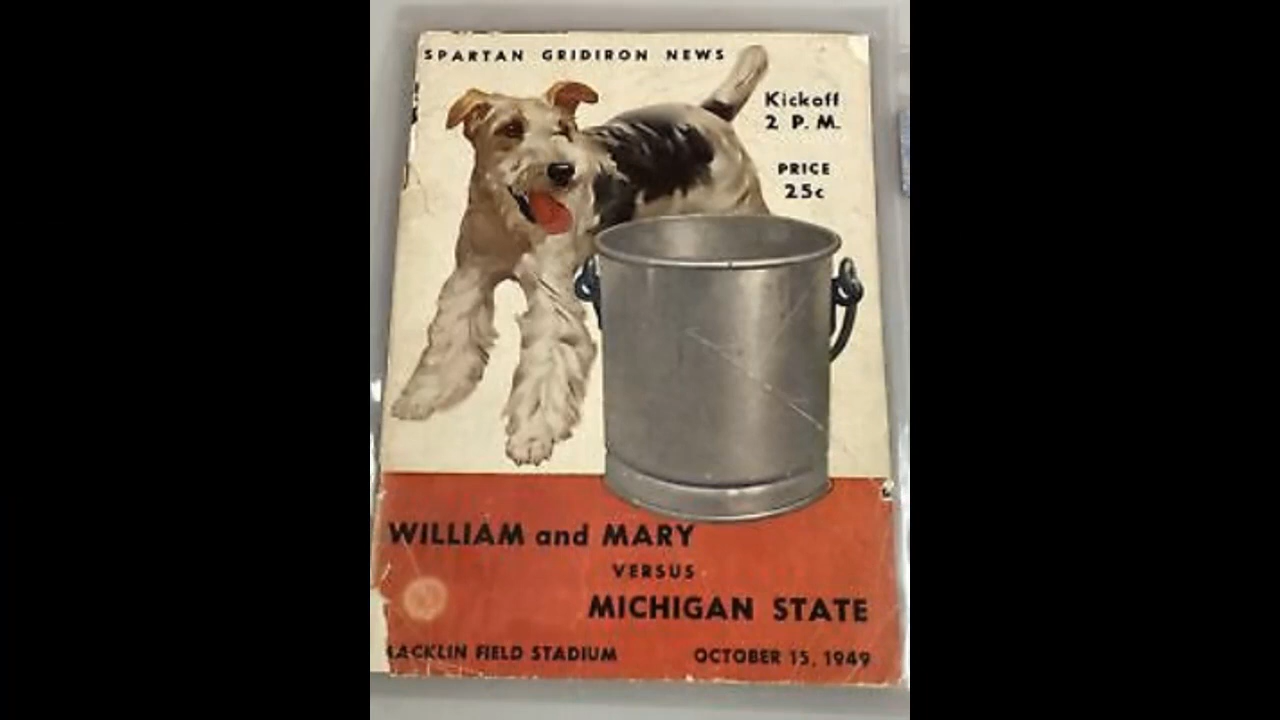 SPARTAN GRIDIRON NEWS
Kickoff
2 P. M.
PRICE
25c
WILLIAM and MARY
VERSUS
MICHIGAN STATE
ACKLIN FIELD STADIUM
OCTOBER 15, 1949